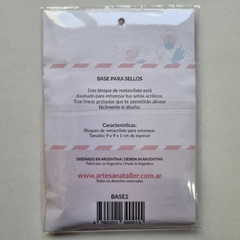 BASE PARA SELLOS
Este bloque de metacrilato está
diseñado para estampar tus sellos acrílicos.
Trae líneas grabadas que te permitirán alinear
fácilmente el diseño.
Características:
Bloques de metacrilato para estampar.
Tamaño: 9 x 9 x 1 cm de espesor
DISEÑADO EN ARGENTINA | DESIGN IN ARGENTINA
Fabricado en Argentina | Made in Argentina
www.artesanataller.com.ar
Todos los derechos reservados
BASE2